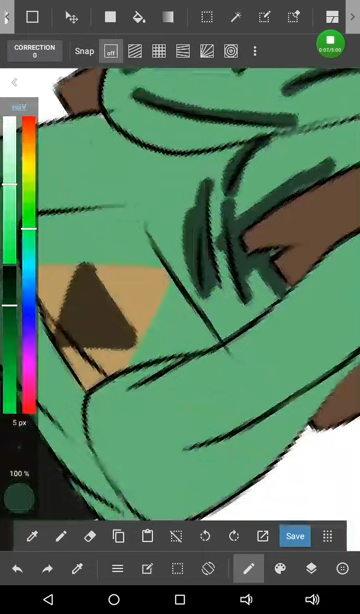 CORRECTION
0
Snap
off
HSV
5 px
100 %
Save